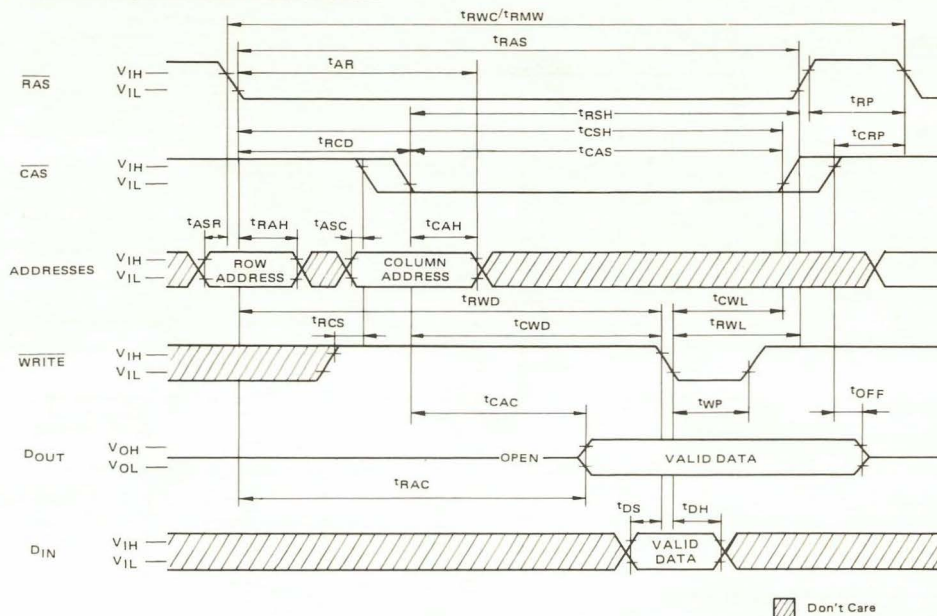 tRWC/tRMW
tRAS
tAR
RAS
VIH
VIL
tRP
tRSH
tCSH
tCRP
tRCD
tCAS
CAS
VIH
VIL
tASR
tRAH
tASC
tCAH
ADDRESSES
VIH
VIL
ROW
ADDRESS
COLUMN
ADDRESS
tRWD
tCWL
tRCS
tCWD
tRWL
WRITE
VIH
VIL
tCAC
tWP
tOFF
DOUT
VOH
VOL
OPEN
VALID DATA
tRAC
tDS
tDH
DIN
VIH
VIL
VALID
DATA
Don't Care